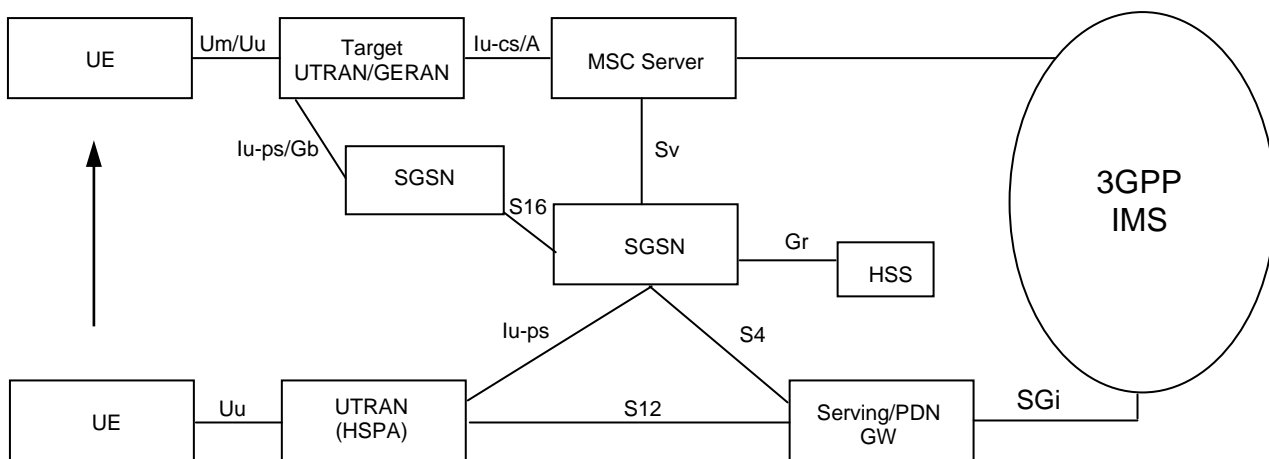 UE
Um/Uu
Target
UTRAN/GERAN
Iu-cs/A
MSC Server
Iu-ps/Gb
SGSN
S16
Sv
SGSN
Gr
HSS
3GPP
IMS
Iu-ps
S4
UE
Uu
UTRAN
(HSPA)
S12
Serving/PDN
GW
SGi